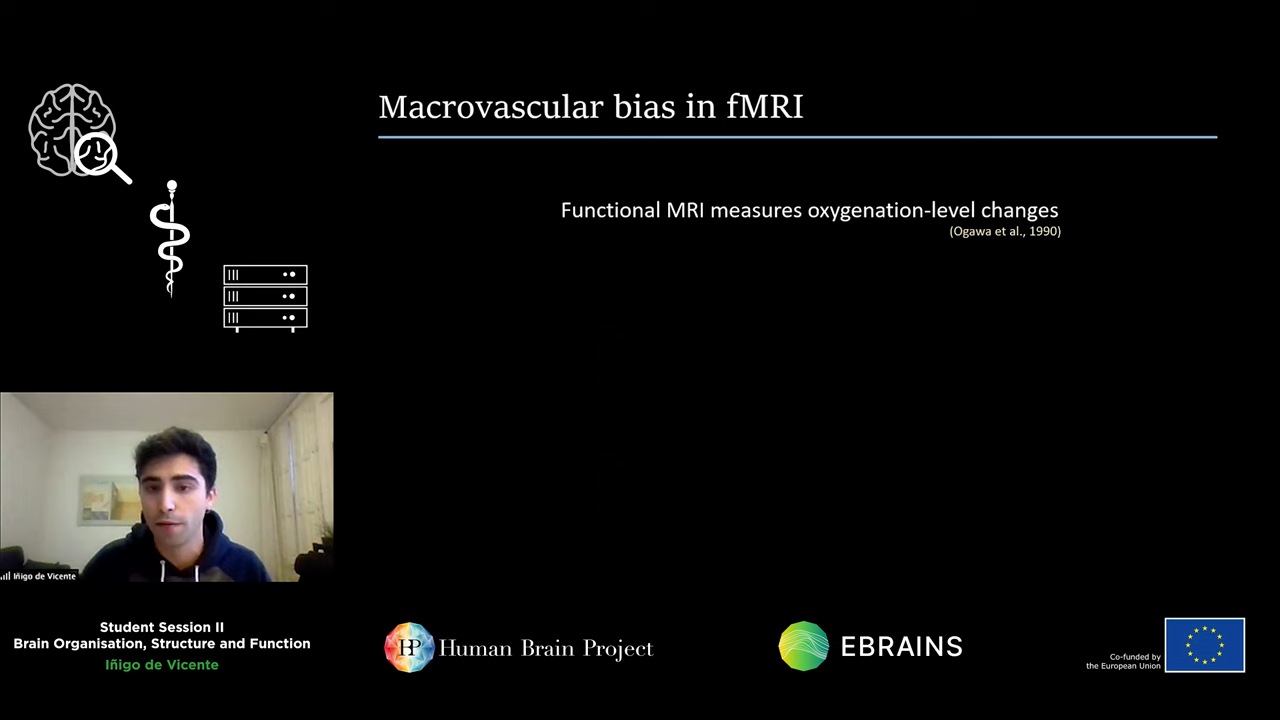 Macrovascular bias in fMRI
Functional MRI measures oxygenation-level changes
(Ogawa et al., 1990)
Iñigo de Vicente
Student Session II
Brain Organisation, Structure and Function
Iñigo de Vicente
HP Human Brain Project
EBRAINS
Co-funded by
the European Union